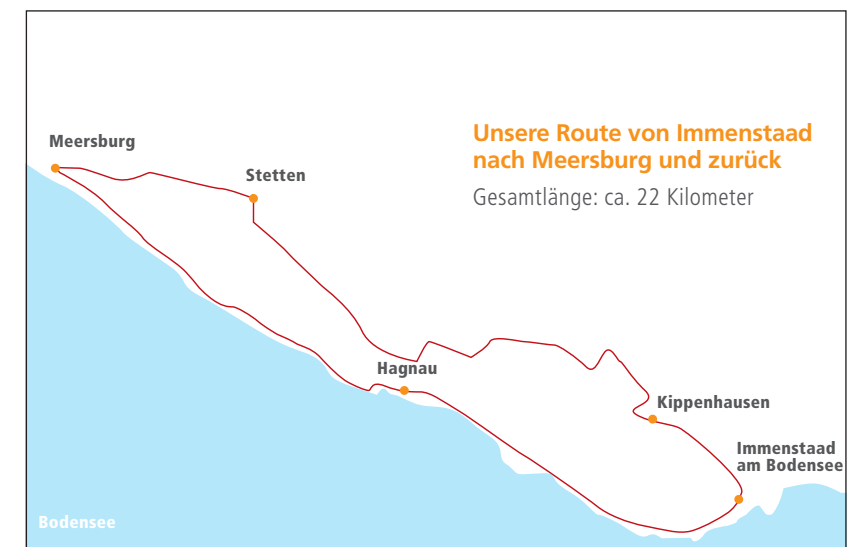 Unsere Route von Immenstaad
nach Meersburg und zurück
Gesamtlänge: ca. 22 Kilometer
Meersburg
Stetten
Hagnau
Kippenhausen
Immenstaad
am Bodensee
Bodensee